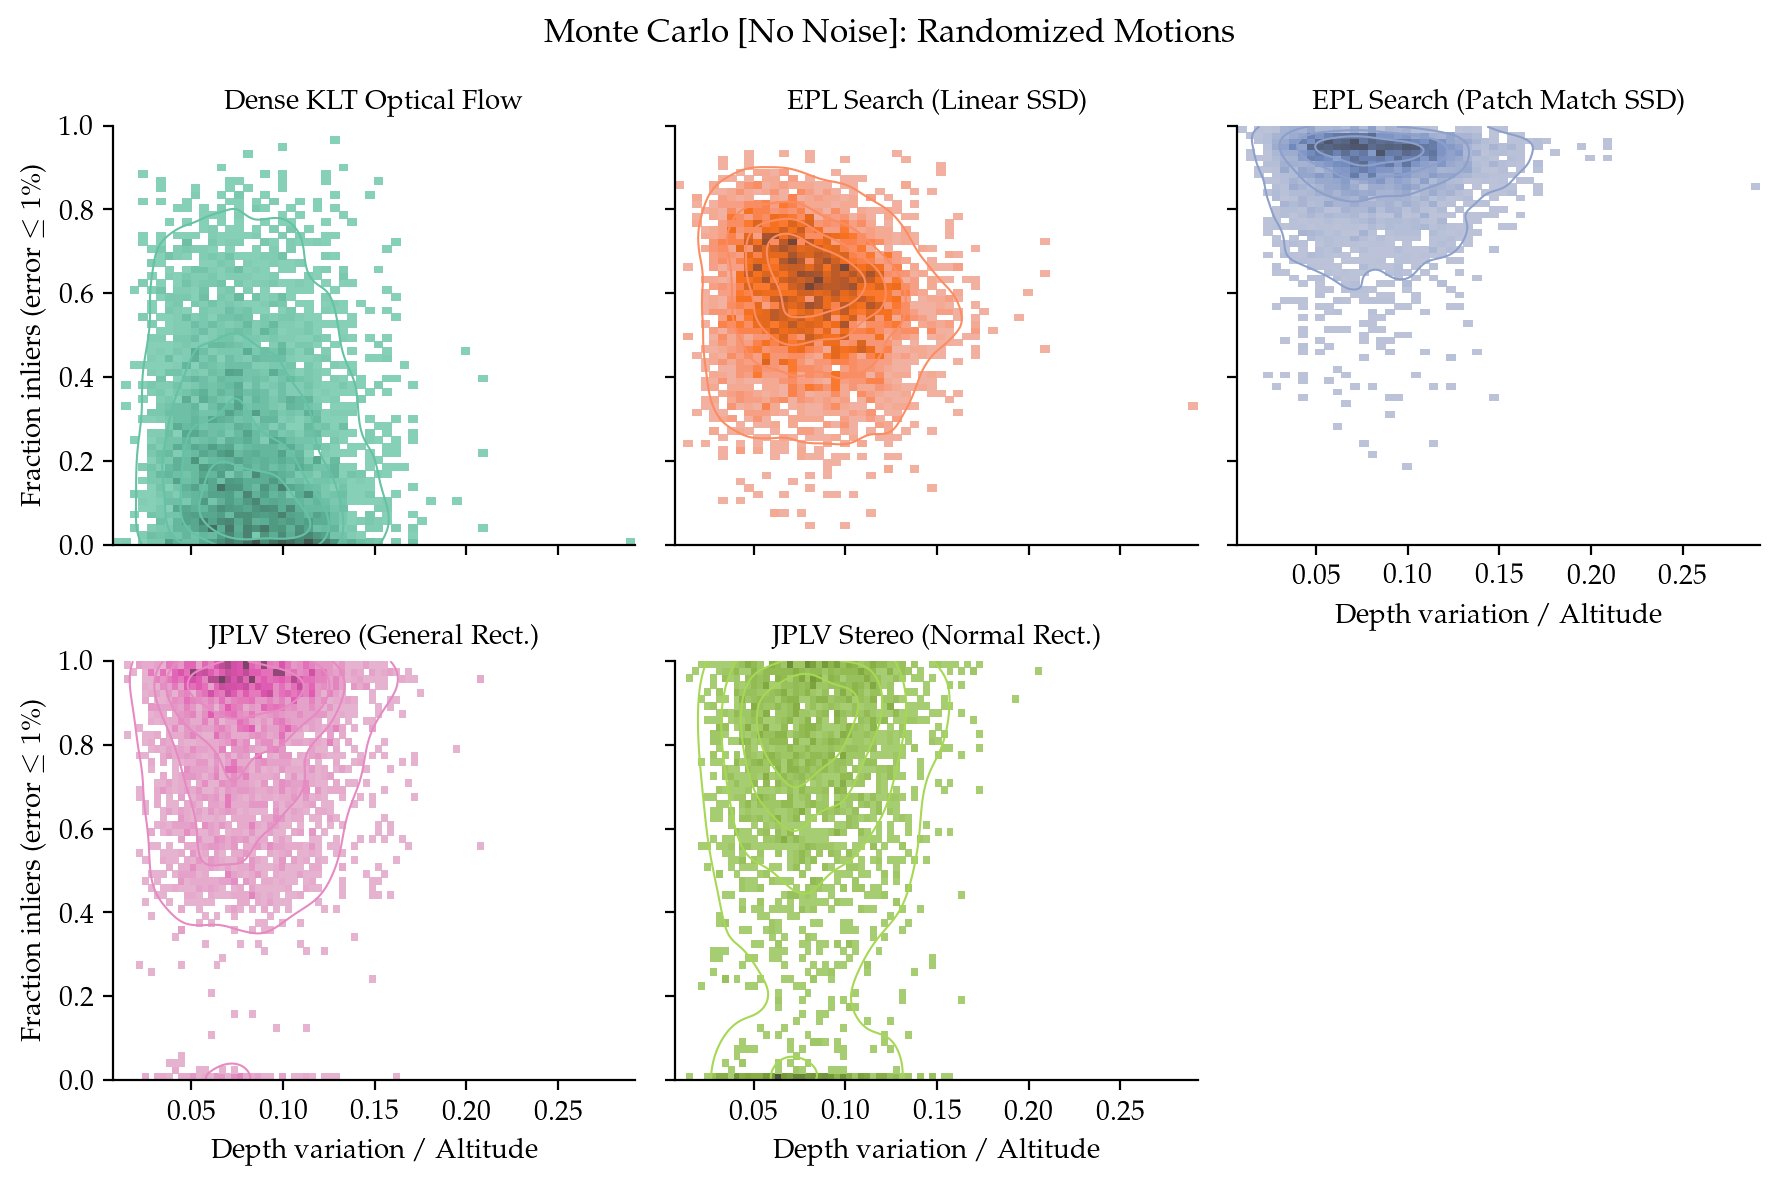 Monte Carlo [No Noise]: Randomized Motions
Dense KLT Optical Flow
EPL Search (Linear SSD)
EPL Search (Patch Match SSD)
1.0
0.8
0.6
0.4
0.2
0.0
Fraction inliers (error ≤ 1%)
0.05 0.10 0.15 0.20 0.25
Depth variation / Altitude
JPLV Stereo (General Rect.)
JPLV Stereo (Normal Rect.)
1.0
0.8
0.6
0.4
0.2
0.0
Fraction inliers (error ≤ 1%)
0.05 0.10 0.15 0.20 0.25
0.05 0.10 0.15 0.20 0.25
Depth variation / Altitude
Depth variation / Altitude